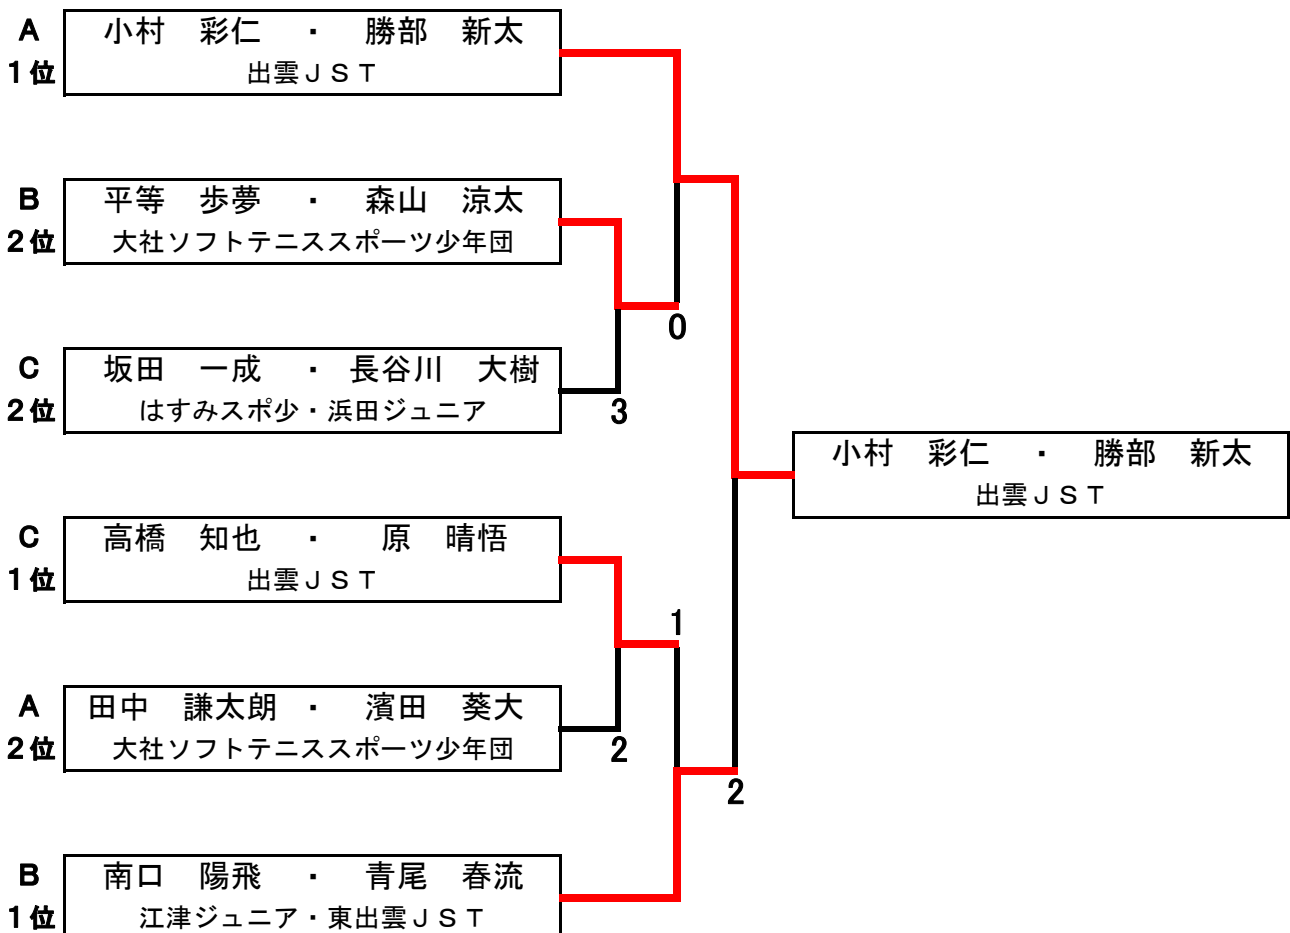 A 小村 彩仁 ・ 勝部 新太
1位 出雲ＪＳＴ
B 平等 歩夢 ・ 森山 涼太
2位 大社ソフトテニススポーツ少年団
0
C 坂田 一成 ・ 長谷川 大樹
2位 はすみスポ少・浜田ジュニア
3
小村 彩仁 ・ 勝部 新太
出雲ＪＳＴ
C 高橋 知也 ・ 原 晴悟
1位 出雲ＪＳＴ
1
A 田中 謙太朗 ・ 濱田 葵大
2位 大社ソフトテニススポーツ少年団
2
2
B 南口 陽飛 ・ 青尾 春流
1位 江津ジュニア・東出雲ＪＳＴ